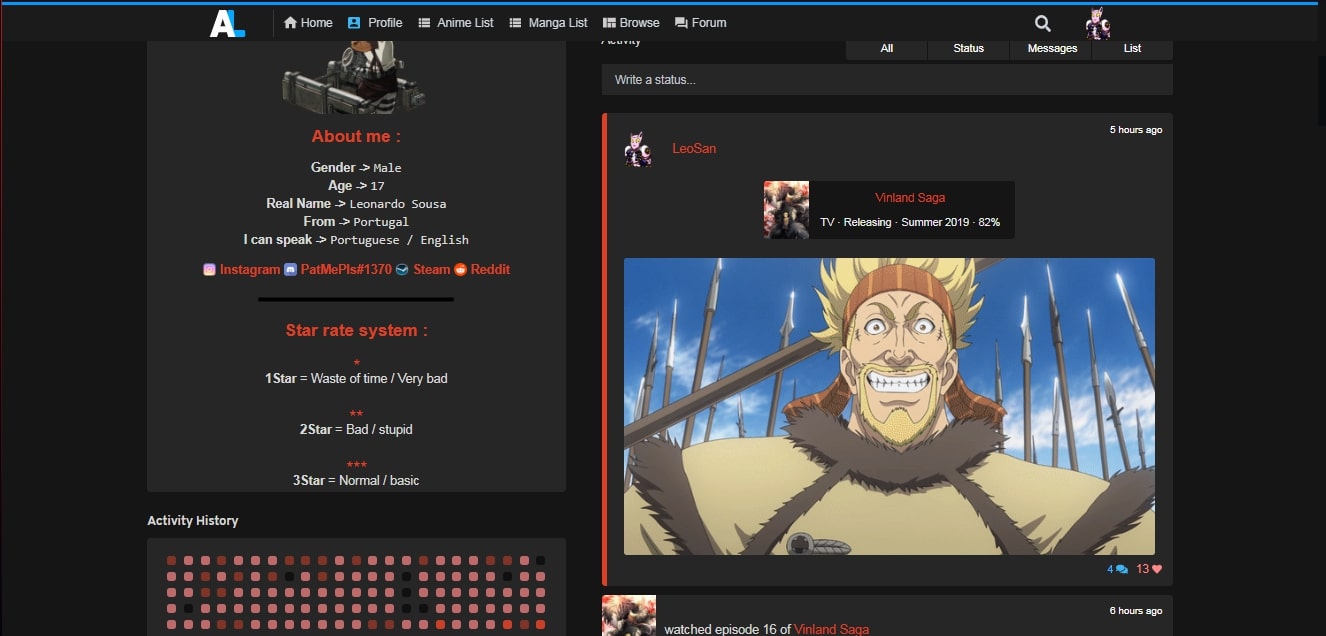 AL Home Profile Anime List Manga List Browse Forum
About me :
Gender -> Male
Age -> 17
Real Name -> Leonardo Sousa
From -> Portugal
I can speak -> Portuguese / English
Instagram PatMePls#1370 Steam Reddit
Star rate system :
*
1Star = Waste of time / Very bad
**
2Star = Bad / stupid
***
3Star = Normal / basic
Activity History
Activity
All Status Messages List
Write a status...
5 hours ago
LeoSan
Vinland Saga
TV · Releasing · Summer 2019 · 82%
4 13
6 hours ago
watched episode 16 of Vinland Saga